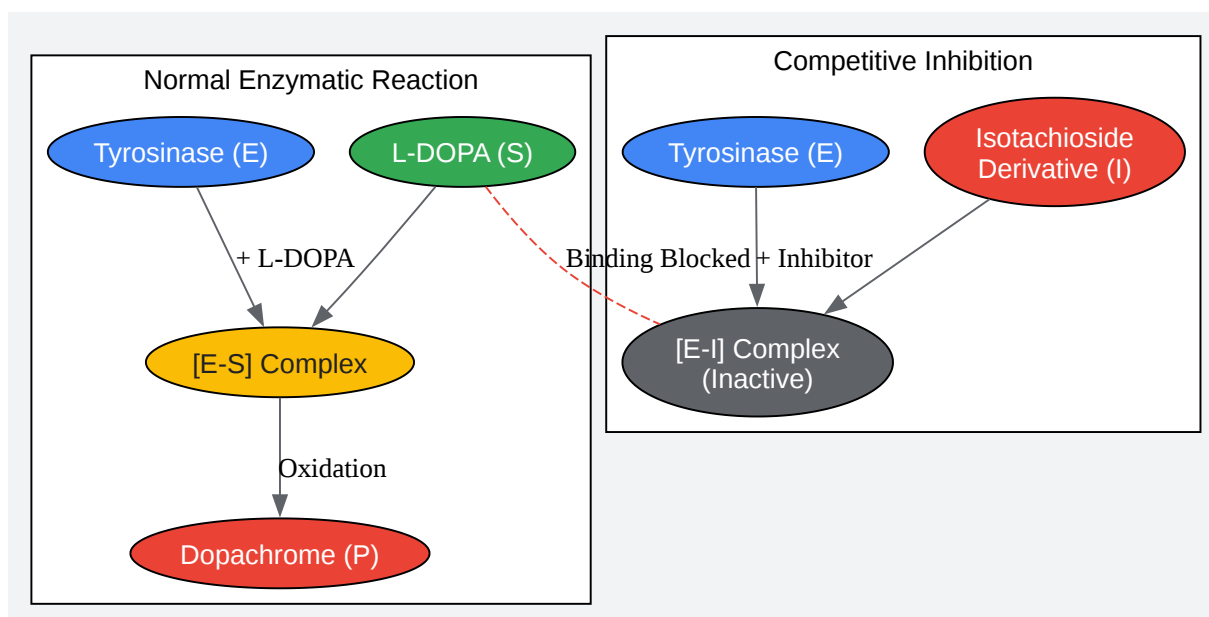 Normal Enzymatic Reaction
Tyrosinase (E)
L-DOPA (S)
+ L-DOPA
[E-S] Complex
Oxidation
Dopachrome (P)
Competitive Inhibition
Tyrosinase (E)
Isotachioside
Derivative (I)
Binding Blocked
+ Inhibitor
[E-I] Complex
(Inactive)